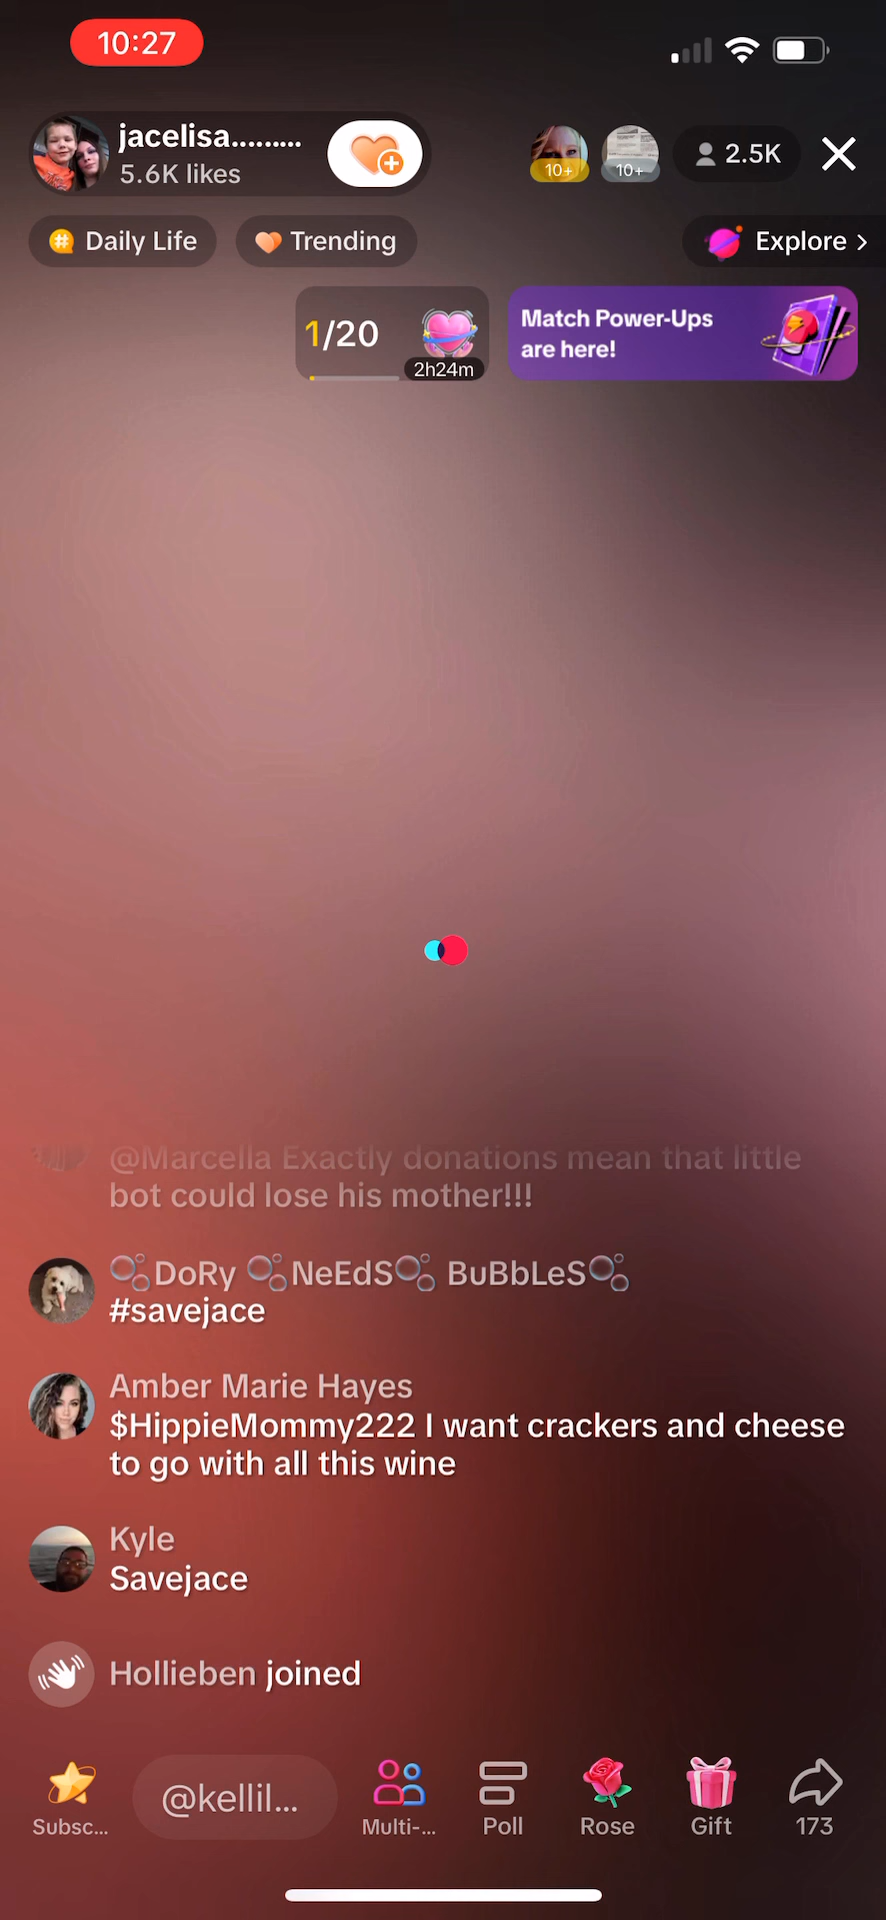 10:27
jacelisa.........
5.6K likes
10+
10+
2.5K
Daily Life
Trending
Explore >
1/20
2h24m
Match Power-Ups
are here!
@Marcella Exactly donations mean that little
bot could lose his mother!!!
DoRy NeEdS BuBbLeS
#savejace
Amber Marie Hayes
$HippieMommy222 I want crackers and cheese
to go with all this wine
Kyle
Savejace
Hollieben joined
@kellil...
Subsc...
Multi-...
Poll
Rose
Gift
173